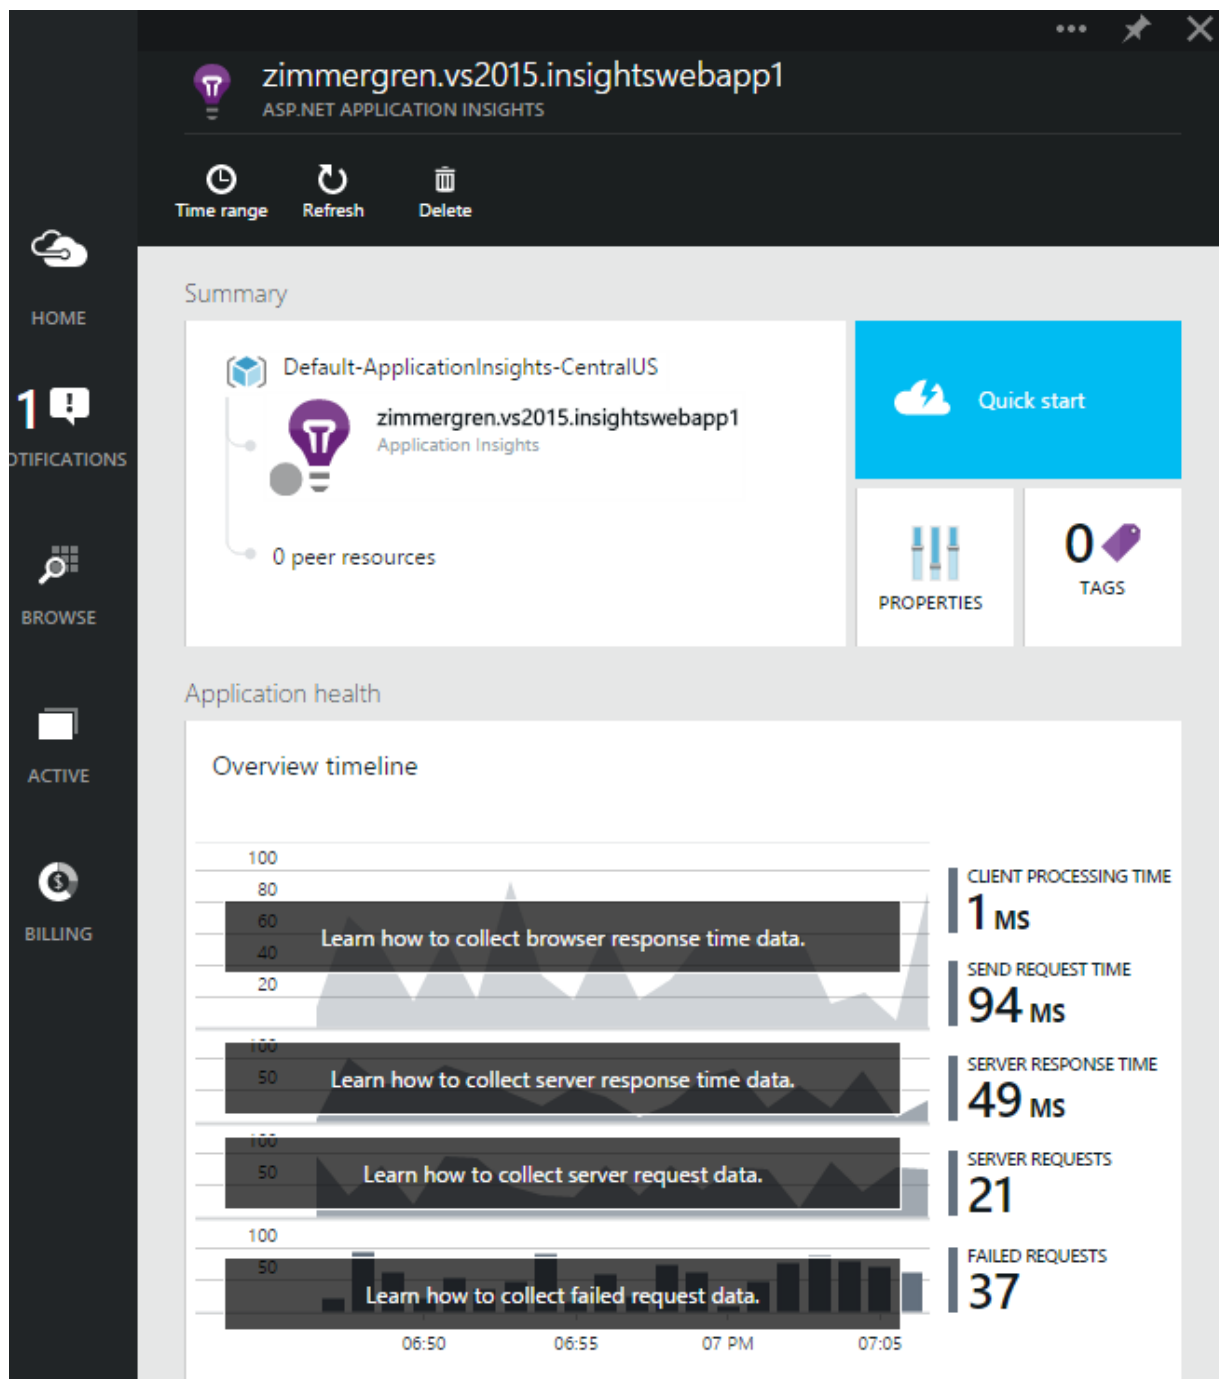 zimmergren.vs2015.insightswebapp1
ASP.NET APPLICATION INSIGHTS
Time range
Refresh
Delete
HOME
1
OTIFICATIONS
BROWSE
ACTIVE
BILLING
Summary
Default-ApplicationInsights-CentralUS
zimmergren.vs2015.insightswebapp1
Application Insights
0 peer resources
Quick start
PROPERTIES
0
TAGS
Application health
Overview timeline
100
80
60
40
20
Learn how to collect browser response time data.
CLIENT PROCESSING TIME
1 MS
SEND REQUEST TIME
94 MS
100
50
Learn how to collect server response time data.
SERVER RESPONSE TIME
49 MS
100
50
Learn how to collect server request data.
SERVER REQUESTS
21
100
50
Learn how to collect failed request data.
FAILED REQUESTS
37
06:50
06:55
07 PM
07:05